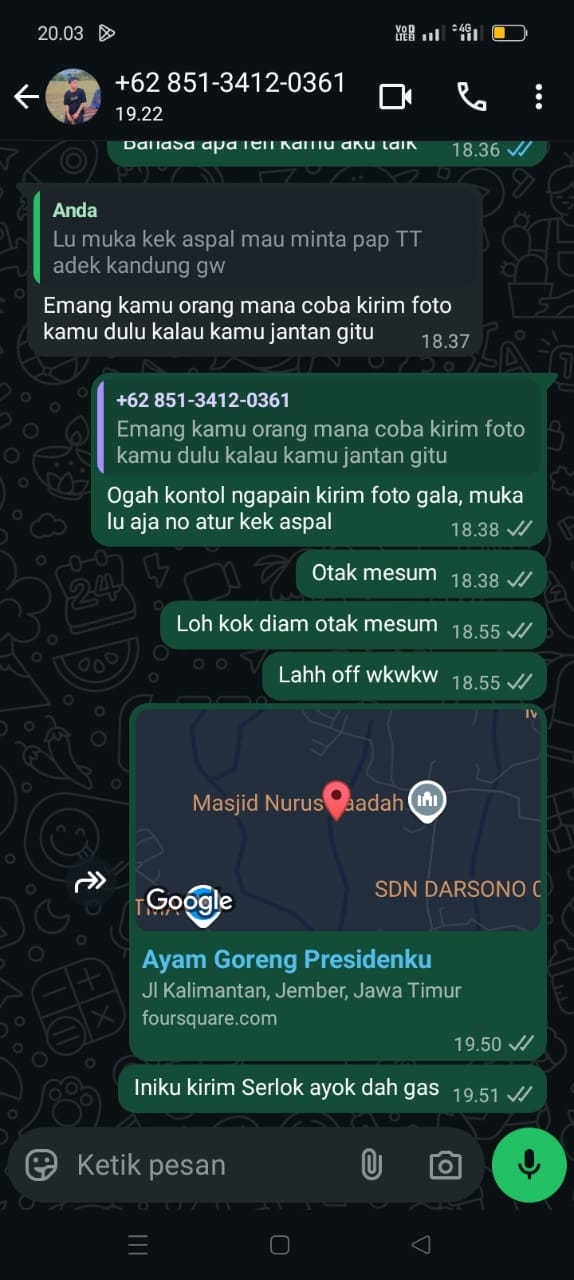 20.03
+62 851-3412-0361
19.22
Bahasa apa ren kamu aku talk 18.36
Anda
Lu muka kek aspal mau minta pap TT
adek kandung gw
Emang kamu orang mana coba kirim foto
kamu dulu kalau kamu jantan gitu 18.37
+62 851-3412-0361
Emang kamu orang mana coba kirim foto
kamu dulu kalau kamu jantan gitu
Ogah kontol ngapain kirim foto gala, muka
lu aja no atur kek aspal 18.38
Otak mesum 18.38
Loh kok diam otak mesum 18.55
Lahh off wkwkw 18.55
Masjid Nurus aadah
SDN DARSONO 0
Google
Ayam Goreng Presidenku
Jl Kalimantan, Jember, Jawa Timur
foursquare.com
19.50
Iniku kirim Serlok ayok dah gas 19.51
Ketik pesan